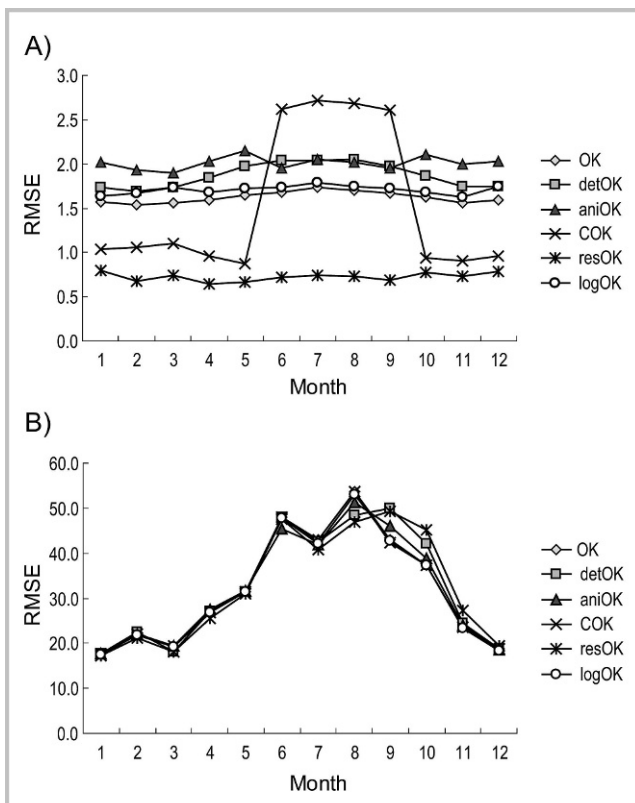 A)
3.0
2.5
2.0
1.5
1.0
0.5
0.0
RMSE
1 2 3 4 5 6 7 8 9 10 11 12
Month
OK
detOK
aniOK
COK
resOK
logOK
B)
60.0
50.0
40.0
30.0
20.0
10.0
0.0
RMSE
1 2 3 4 5 6 7 8 9 10 11 12
Month
OK
detOK
aniOK
COK
resOK
logOK